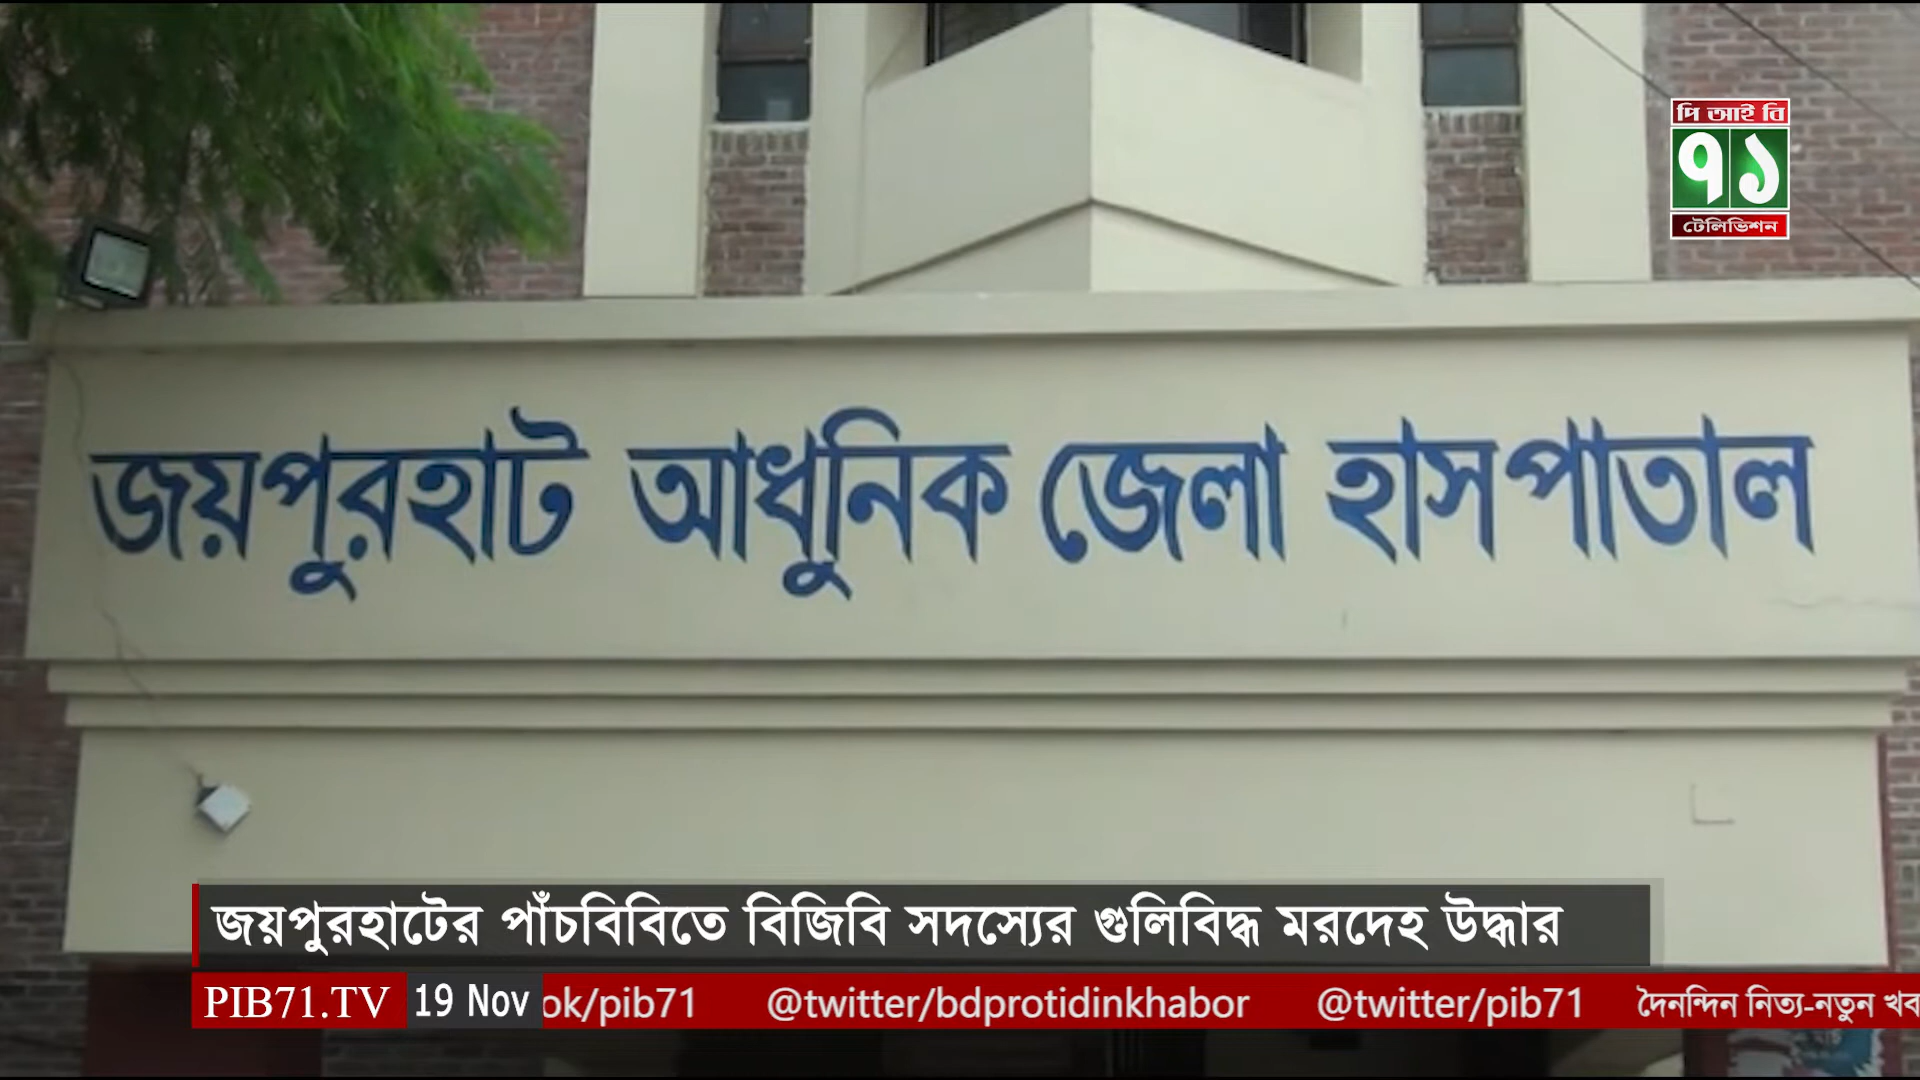 পি আই বি
৭১
টেলিভিশন
জয়পুরহাট আধুনিক জেলা হাসপাতাল
জয়পুরহাটের পাঁচবিবিতে বিজিবি সদস্যের গুলিবিদ্ধ মরদেহ উদ্ধার
PIB71.TV 19 Nov ok/pib71 @twitter/bdprotidinkhabor @twitter/pib71 দৈনন্দিন নিত্য-নতুন খব